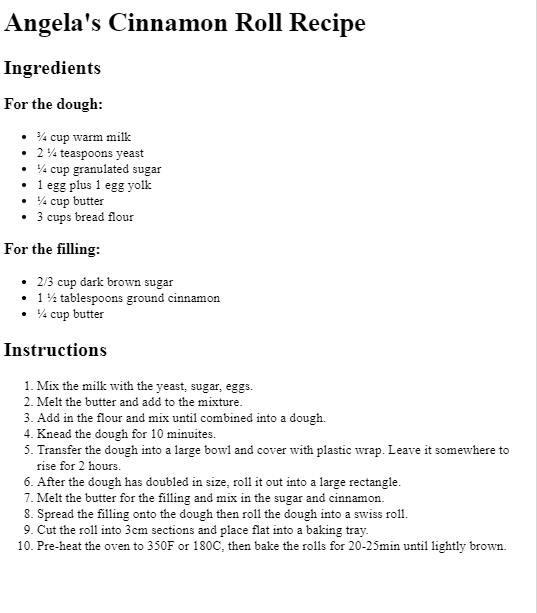 Angela's Cinnamon Roll Recipe
Ingredients
For the dough:
• ¾ cup warm milk
• 2 ¼ teaspoons yeast
• ¼ cup granulated sugar
• 1 egg plus 1 egg yolk
• ¼ cup butter
• 3 cups bread flour
For the filling:
• 2/3 cup dark brown sugar
• 1 ½ tablespoons ground cinnamon
• ¼ cup butter
Instructions
1. Mix the milk with the yeast, sugar, eggs.
2. Melt the butter and add to the mixture.
3. Add in the flour and mix until combined into a dough.
4. Knead the dough for 10 minuites.
5. Transfer the dough into a large bowl and cover with plastic wrap. Leave it somewhere to
rise for 2 hours.
6. After the dough has doubled in size, roll it out into a large rectangle.
7. Melt the butter for the filling and mix in the sugar and cinnamon.
8. Spread the filling onto the dough then roll the dough into a swiss roll.
9. Cut the roll into 3cm sections and place flat into a baking tray.
10. Pre-heat the oven to 350F or 180C, then bake the rolls for 20-25min until lightly brown.